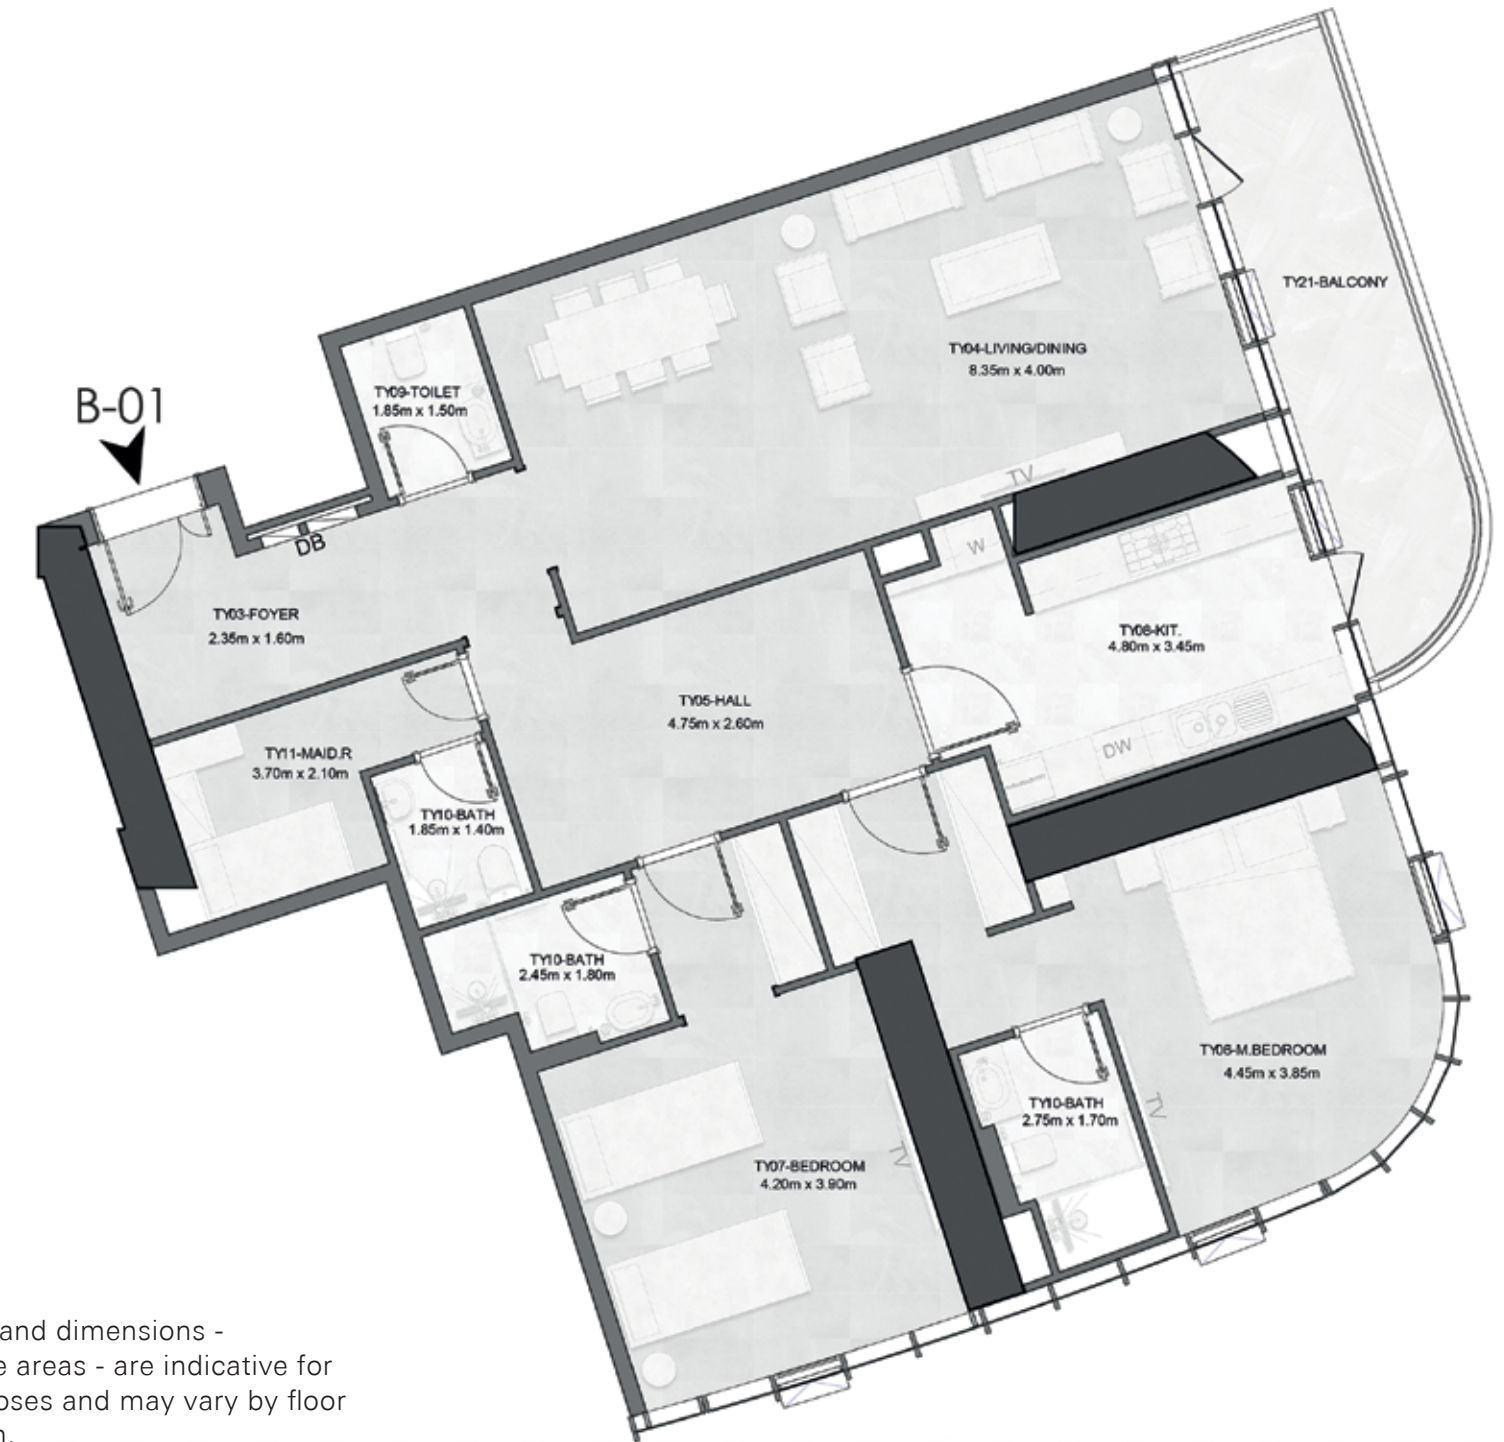 B-01
TY21-BALCONY
TY04-LIVING/DINING
8.35m x 4.00m
TY09-TOILET
1.85m x 1.50m
TV
DB
W
TY03-FOYER
2.35m x 1.60m
TY08-KIT.
4.80m x 3.45m
TY05-HALL
4.75m x 2.60m
DW
TY11-MAID.R
3.70m x 2.10m
TY10-BATH
1.85m x 1.40m
TY10-BATH
2.45m x 1.80m
TY06-M.BEDROOM
4.45m x 3.85m
TY10-BATH
2.75m x 1.70m
TV
TV
TY07-BEDROOM
4.20m x 3.90m
and dimensions -
e areas - are indicative for
oses and may vary by floor
n.